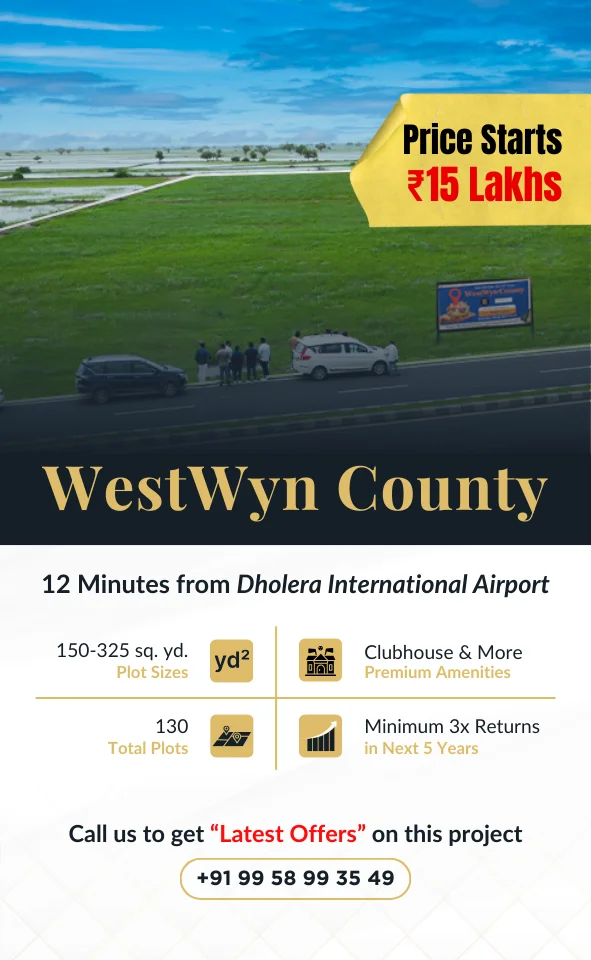 Price Starts
₹15 Lakhs
WestWynCounty
WestWyn County
12 Minutes from Dholera International Airport
150-325 sq. yd.
Plot Sizes
yd²
Clubhouse & More
Premium Amenities
130
Total Plots
Minimum 3x Returns
in Next 5 Years
Call us to get “Latest Offers” on this project
+91 99 58 99 35 49